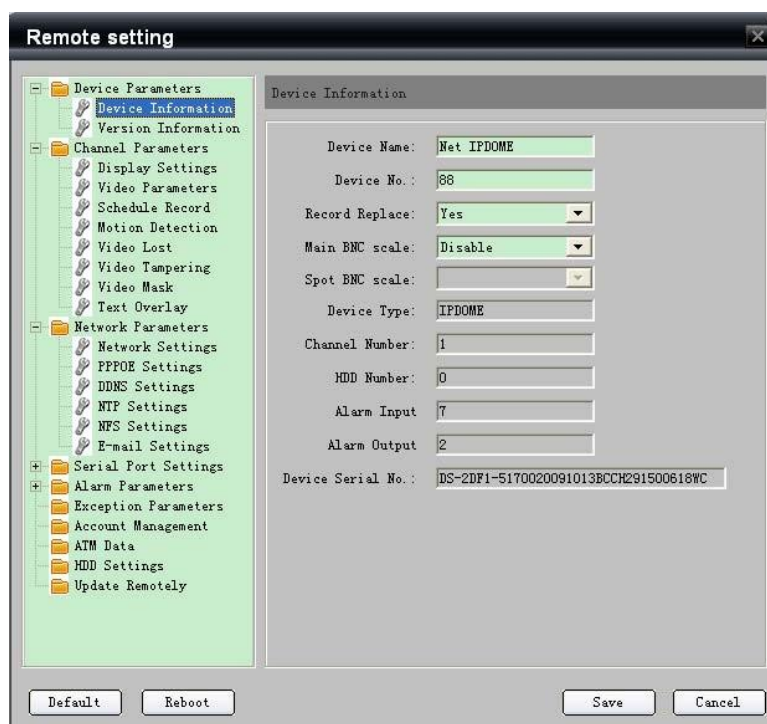 Remote setting
Device Parameters
Device Information
Version Information
Channel Parameters
Display Settings
Video Parameters
Schedule Record
Motion Detection
Video Lost
Video Tampering
Video Mask
Text Overlay
Network Parameters
Network Settings
PPPOE Settings
DDNS Settings
NTP Settings
NFS Settings
E-mail Settings
Serial Port Settings
Alarm Parameters
Exception Parameters
Account Management
ATM Data
HDD Settings
Update Remotely
Device Information
Device Name: Net IPDOME
Device No.: 88
Record Replace: Yes
Main BNC scale: Disable
Spot BNC scale:
Device Type: IPDOME
Channel Number: 1
HDD Number: 0
Alarm Input 7
Alarm Output 2
Device Serial No.: DS-2DF1-5170020091013BCCH291500618WC
Default Reboot Save Cancel